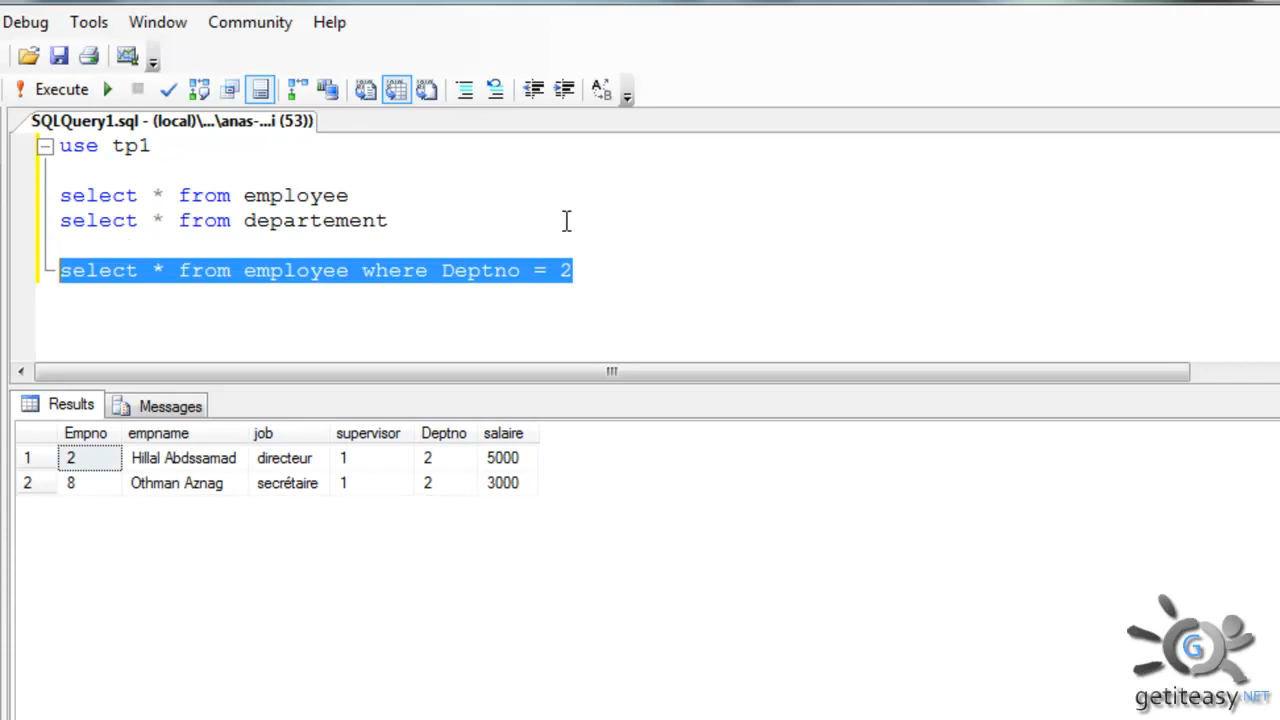 Debug Tools Window Community Help
Execute
SQLQuery1.sql - (local)\...\anas-...i (53))
use tp1
select * from employee
select * from departement
select * from employee where Deptno = 2
Results Messages
Empno empname job supervisor Deptno salaire
1 2 Hillal Abdssamad directeur 1 2 5000
2 8 Othman Aznag secrétaire 1 2 3000
G
getiteasy.NET